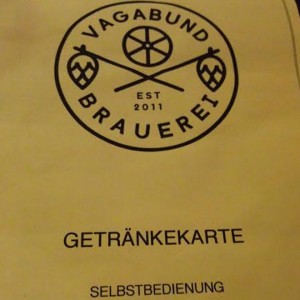 VAGABUND
EST
2011
BRAUEREI
GETRÄNKEKARTE
SELBSTBEDIENUNG